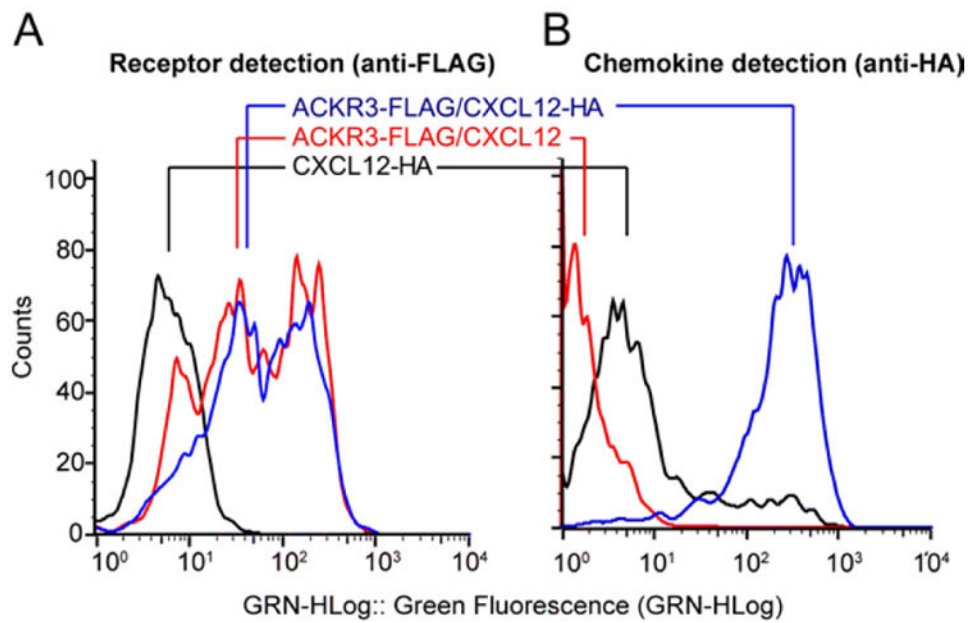 A
B
Receptor detection (anti-FLAG)
Chemokine detection (anti-HA)
ACKR3-FLAG/CXCL12-HA
ACKR3-FLAG/CXCL12
CXCL12-HA
Counts
100
80
60
40
20
0
10⁰ 10¹ 10² 10³ 10⁴
10⁰ 10¹ 10² 10³ 10⁴
GRN-HLog:: Green Fluorescence (GRN-HLog)